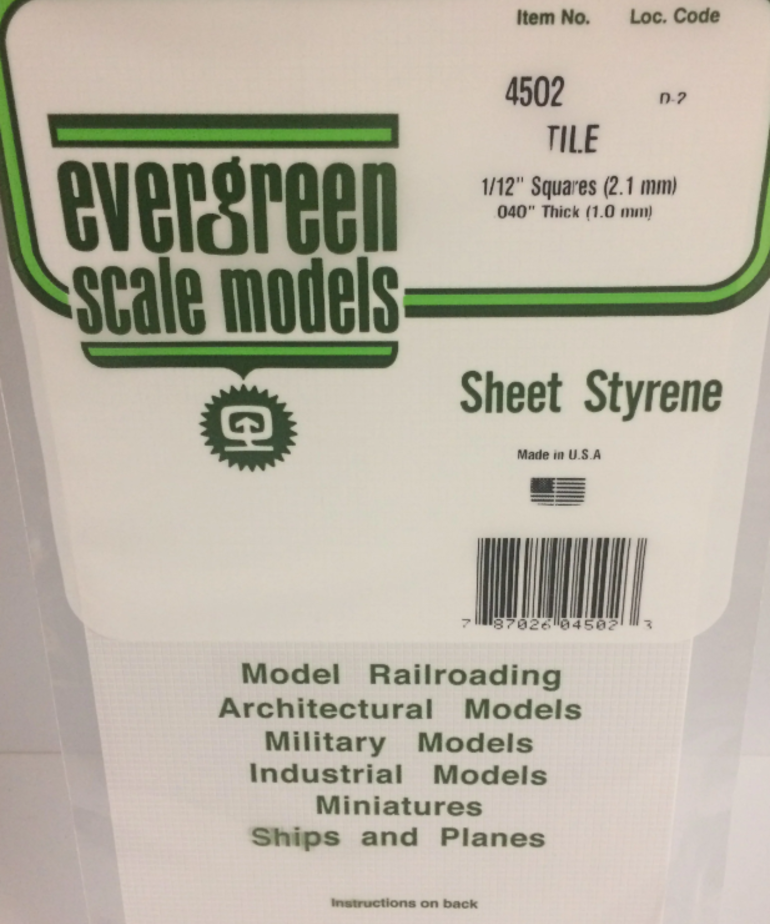 Item No. Loc. Code
4502 D-2
TILE
1/12" Squares (2.1 mm)
040" Thick (1.0 mm)
evergreen
scale models
Sheet Styrene
Made in U.S.A
7 87026 04502 3
Model Railroading
Architectural Models
Military Models
Industrial Models
Miniatures
Ships and Planes
Instructions on back